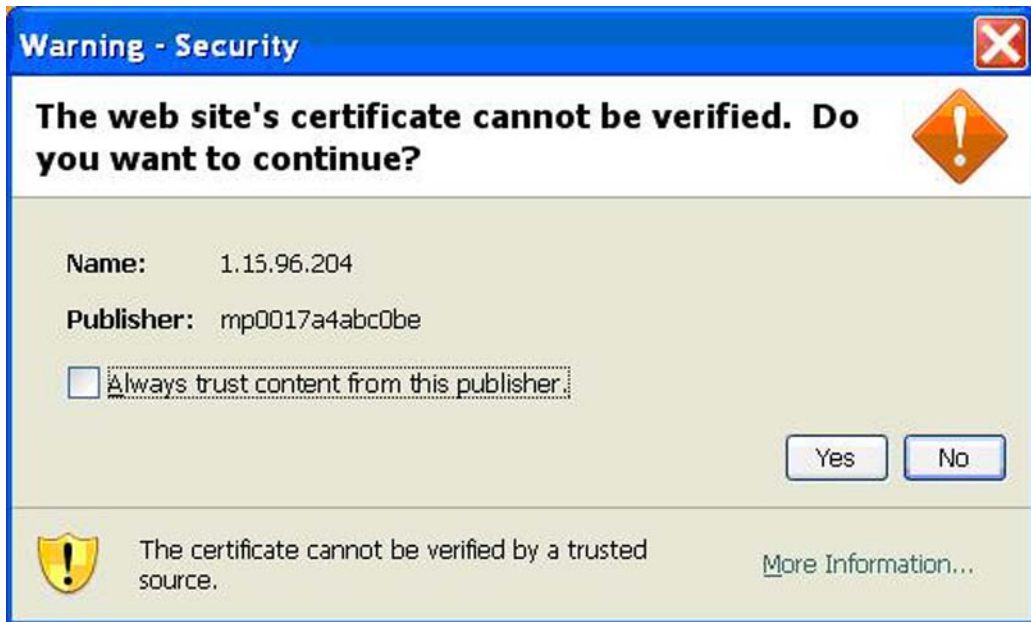 Warning - Security
The web site's certificate cannot be verified. Do
you want to continue?
Name: 1.15.96.204
Publisher: mp0017a4abc0be
Always trust content from this publisher.
Yes No
The certificate cannot be verified by a trusted
source.
More Information...